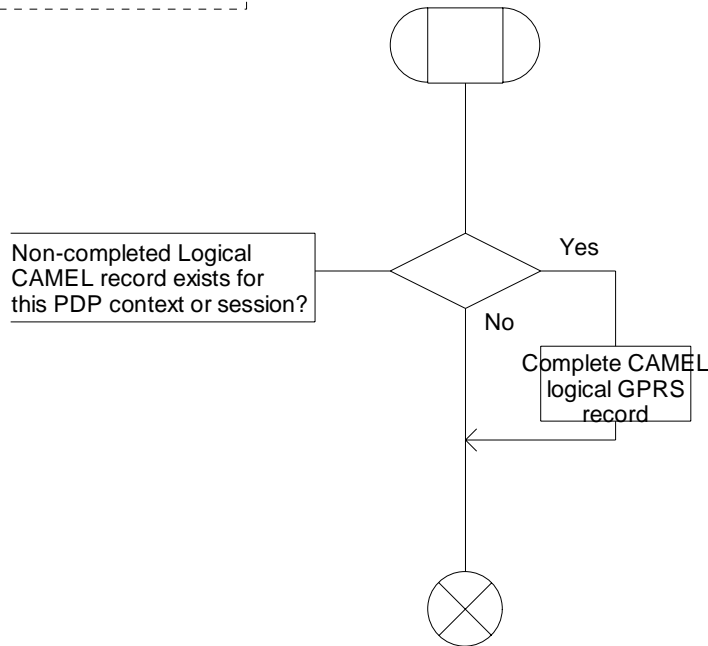 Non-completed Logical
CAMEL record exists for
this PDP context or session?
Yes
No
Complete CAMEL
logical GPRS
record